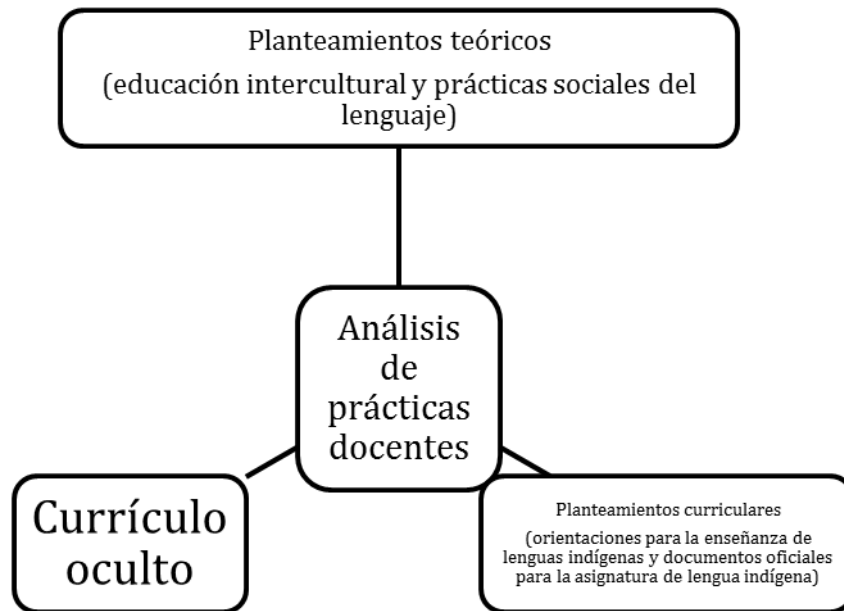 Planteamientos teóricos
(educación intercultural y prácticas sociales del
lenguaje)
Análisis
de
prácticas
docentes
Currículo
oculto
Planteamientos curriculares
(orientaciones para la enseñanza de
lenguas indígenas y documentos oficiales
para la asignatura de lengua indígena)